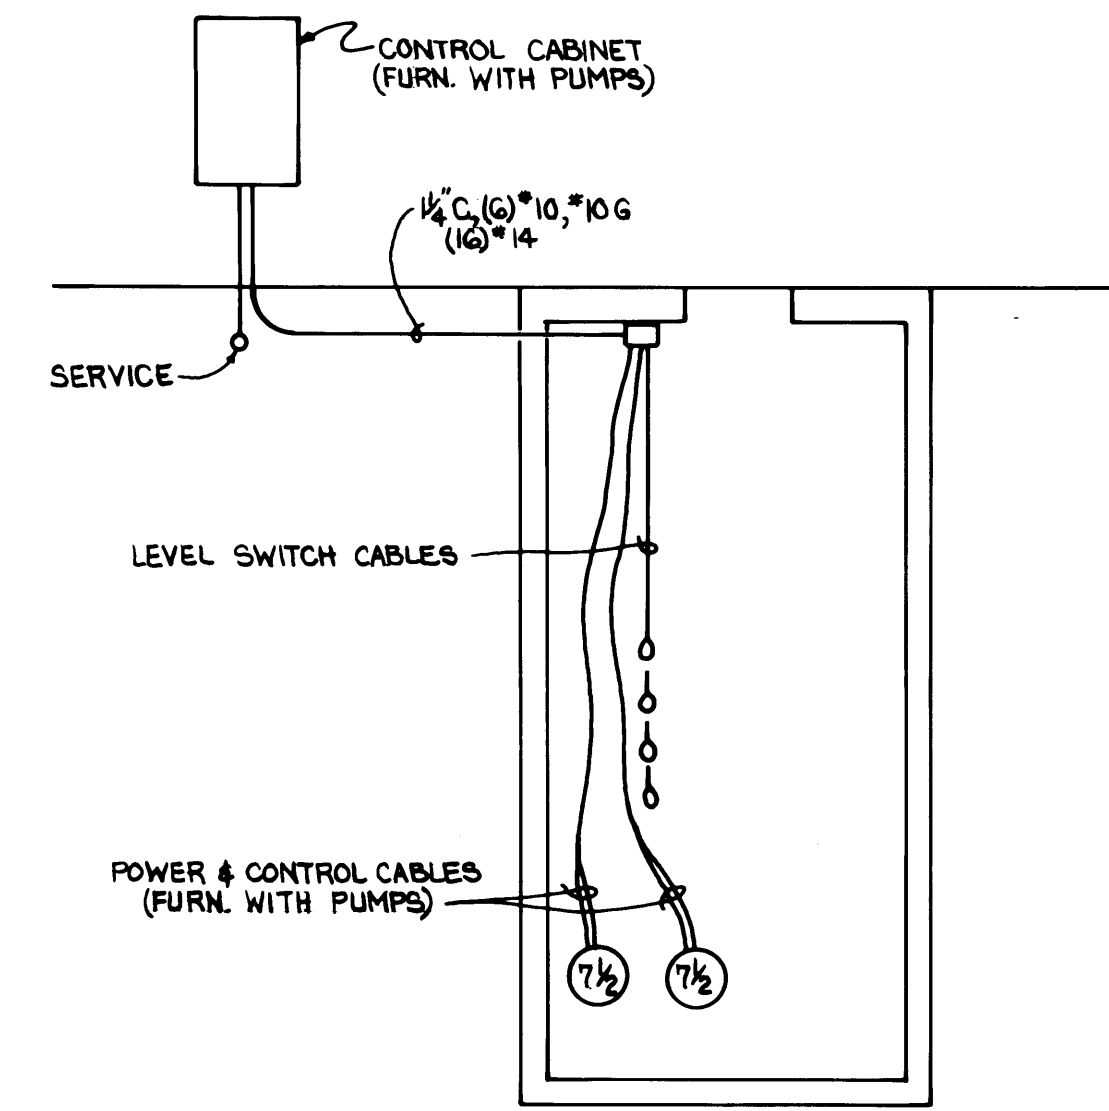 CONTROL CABINET
(FURN. WITH PUMPS)
1¼" C, (6) #10, #10 G
(16) #14
SERVICE
LEVEL SWITCH CABLES
POWER & CONTROL CABLES
(FURN. WITH PUMPS)
7½
7½